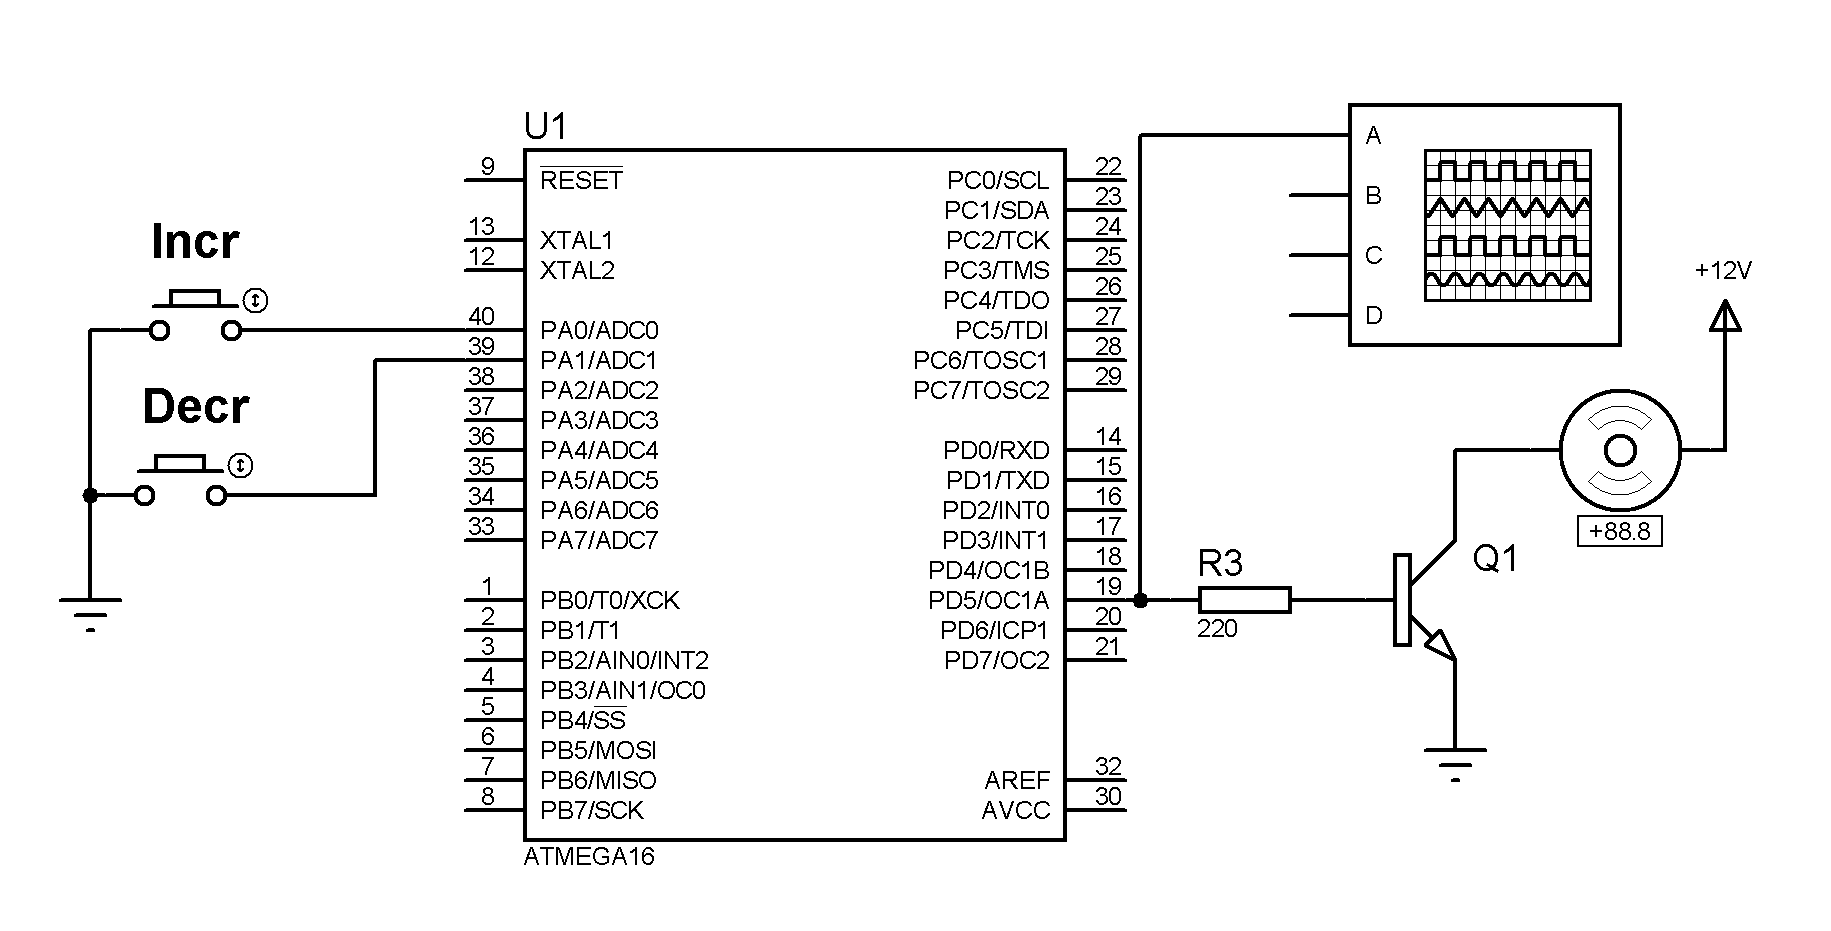 U1
9 RESET
13 XTAL1
12 XTAL2
40 PA0/ADC0
39 PA1/ADC1
38 PA2/ADC2
37 PA3/ADC3
36 PA4/ADC4
35 PA5/ADC5
34 PA6/ADC6
33 PA7/ADC7
1 PB0/T0/XCK
2 PB1/T1
3 PB2/AIN0/INT2
4 PB3/AIN1/OC0
5 PB4/SS
6 PB5/MOSI
7 PB6/MISO
8 PB7/SCK
PC0/SCL 22
PC1/SDA 23
PC2/TCK 24
PC3/TMS 25
PC4/TDO 26
PC5/TDI 27
PC6/TOSC1 28
PC7/TOSC2 29
PD0/RXD 14
PD1/TXD 15
PD2/INT0 16
PD3/INT1 17
PD4/OC1B 18
PD5/OC1A 19
PD6/ICP1 20
PD7/OC2 21
AREF 32
AVCC 30
ATMEGA16
Incr
Decr
A
B
C
D
+12V
+88.8
Q1
R3
220